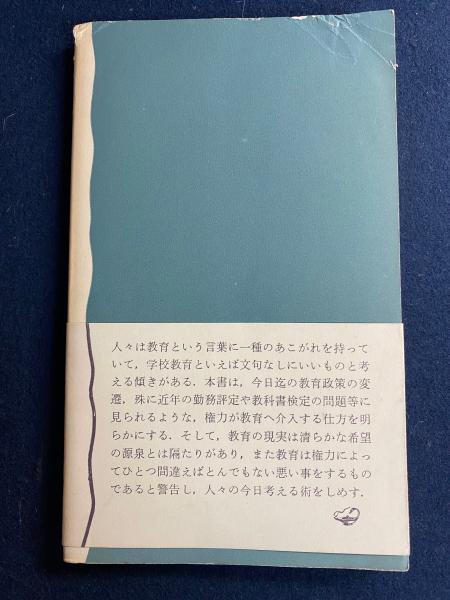 人々は教育という言葉に一種のあこがれを持って
いて，学校教育といえば文句なしにいいものと考
える傾きがある．本書は，今日迄の教育政策の変
遷，殊に近年の勤務評定や教科書検定の問題等に
見られるような，権力が教育へ介入する仕方を明
らかにする．そして，教育の現実は清らかな希望
の源泉とは隔たりがあり，また教育は権力によっ
てひとつ間違えばとんでもない悪い事をするもの
であると警告し，人々の今日考える術をしめす．